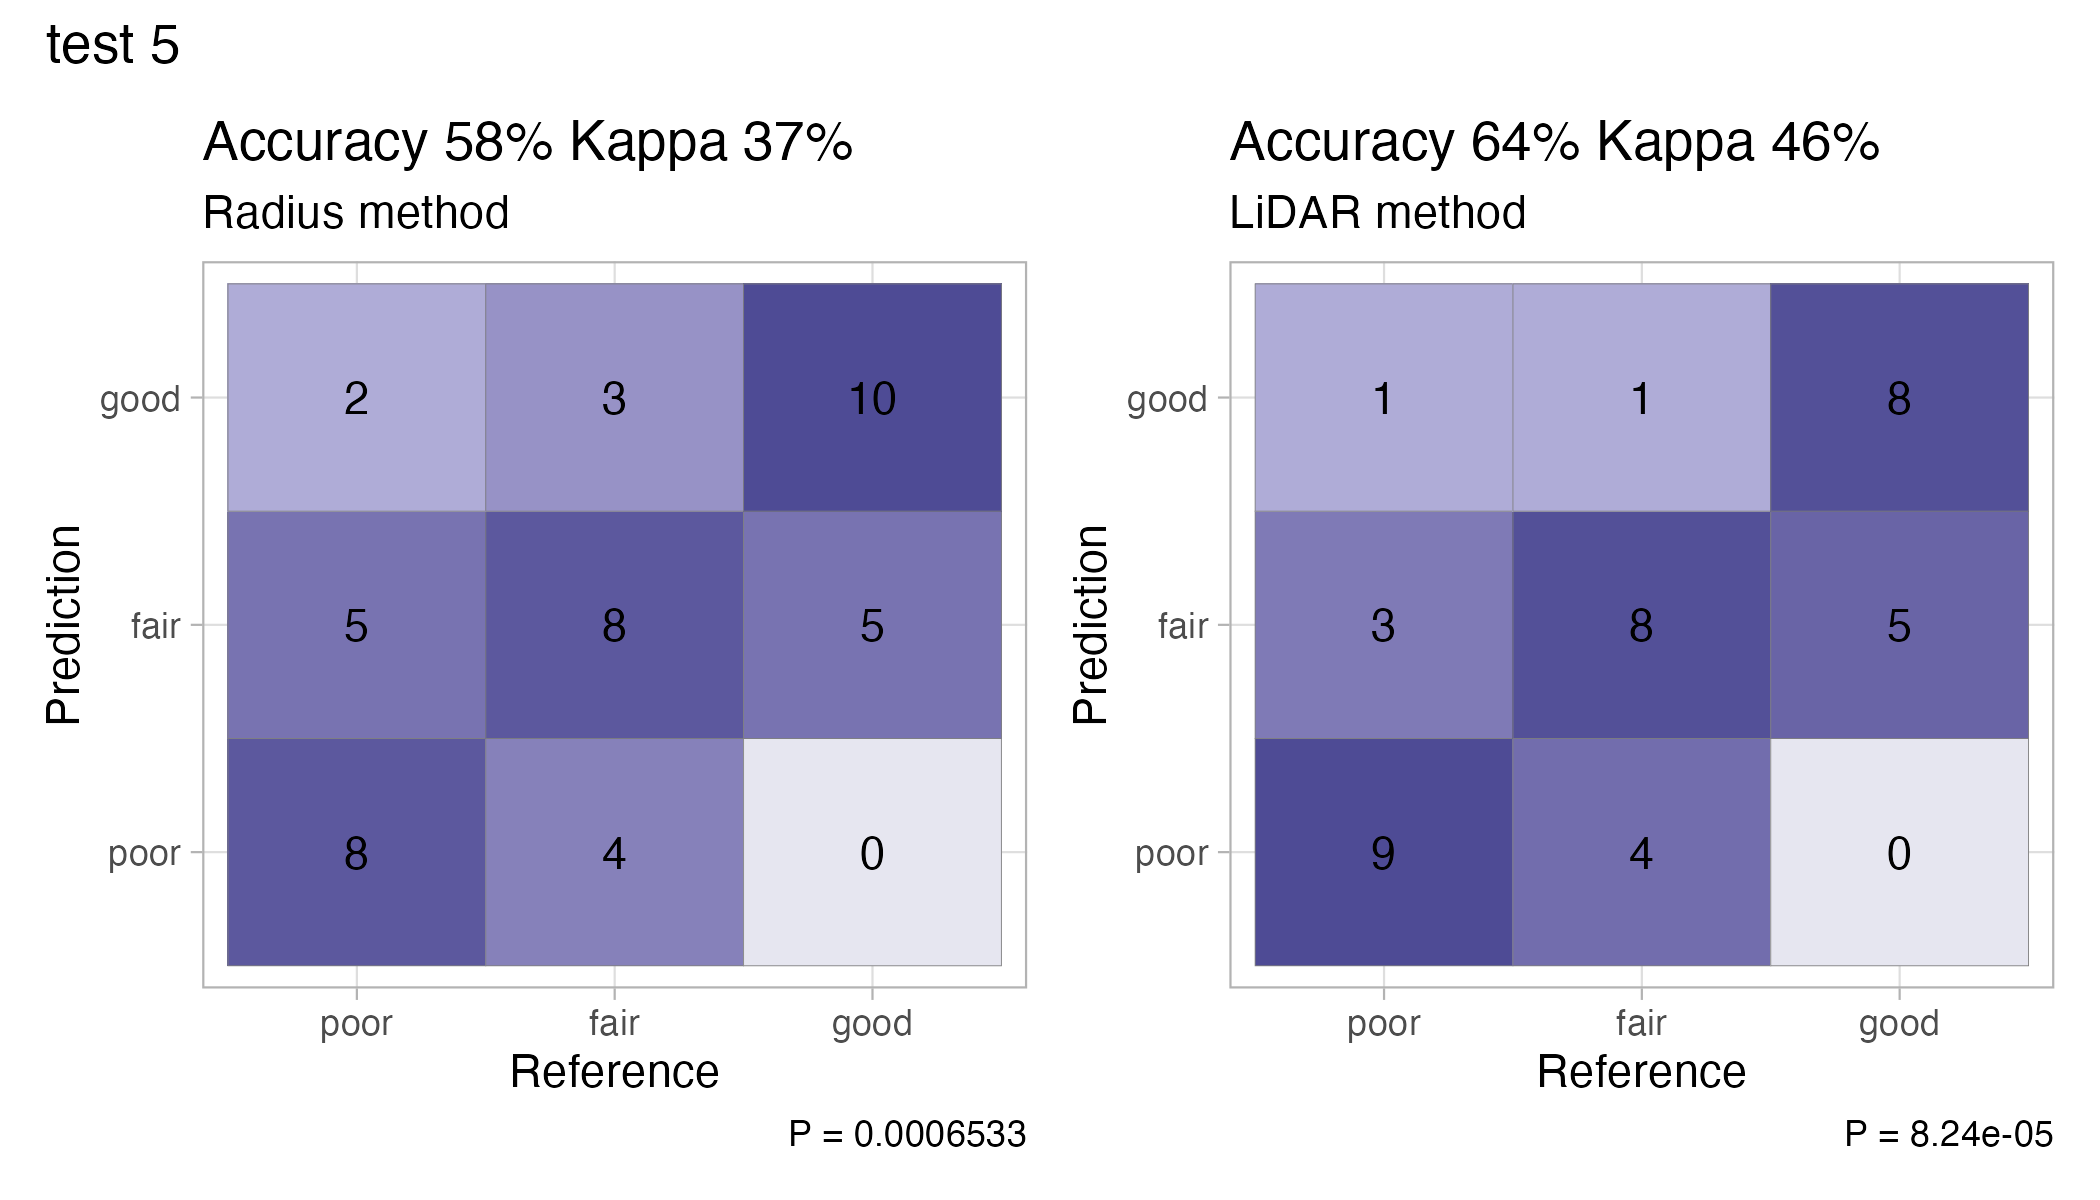 test 5
Accuracy 58% Kappa 37%
Radius method
good
2 3 10
fair
5 8 5
poor
8 4 0
poor fair good
Prediction
Reference
P = 0.0006533
Accuracy 64% Kappa 46%
LiDAR method
good
1 1 8
fair
3 8 5
poor
9 4 0
poor fair good
Prediction
Reference
P = 8.24e-05